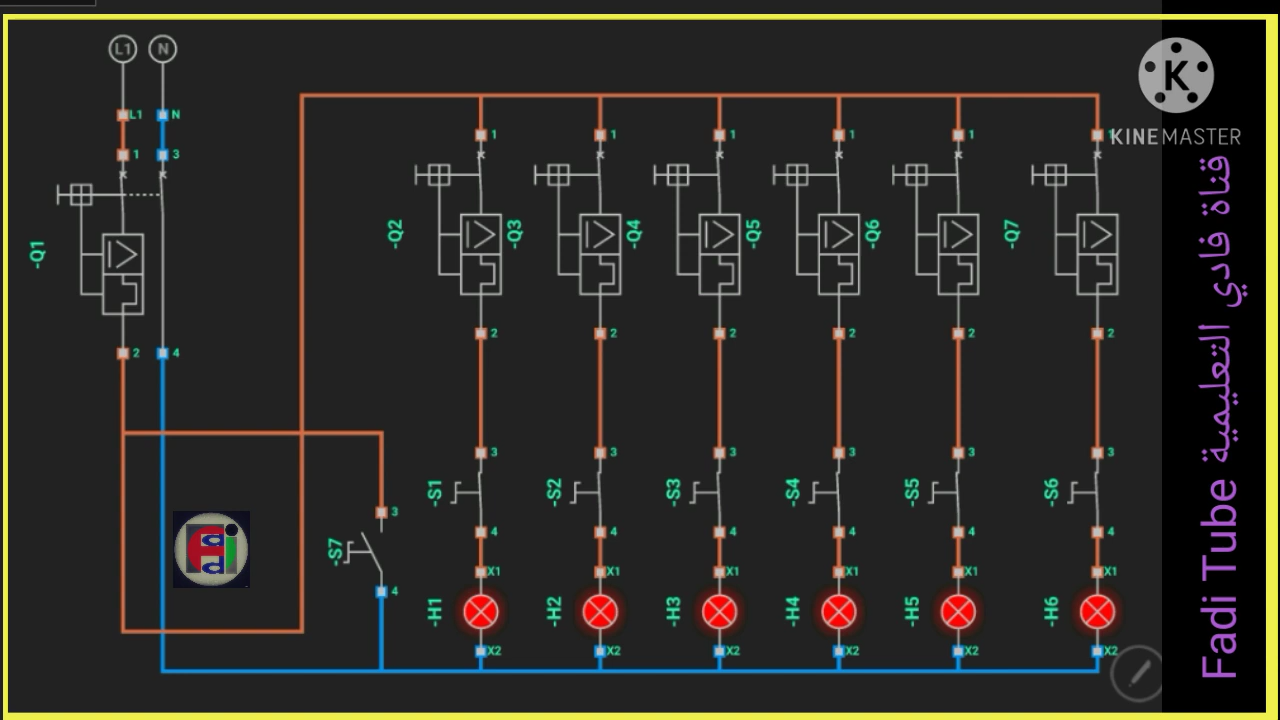 L1 N
L1 N
1 3
-Q1
2 4
1 1 1 1 1
-Q2 -Q3 -Q4 -Q5 -Q6 -Q7
2 2 2 2 2 2
3 3 3 3 3 3
-S1 -S2 -S3 -S4 -S5 -S6
4 4 4 4 4 4
3
-S7
4
X1 X1 X1 X1 X1 X1
-H1 -H2 -H3 -H4 -H5 -H6
X2 X2 X2 X2 X2 X2
K
KINEMASTER
Fadi Tube قناة فادي التعليمية